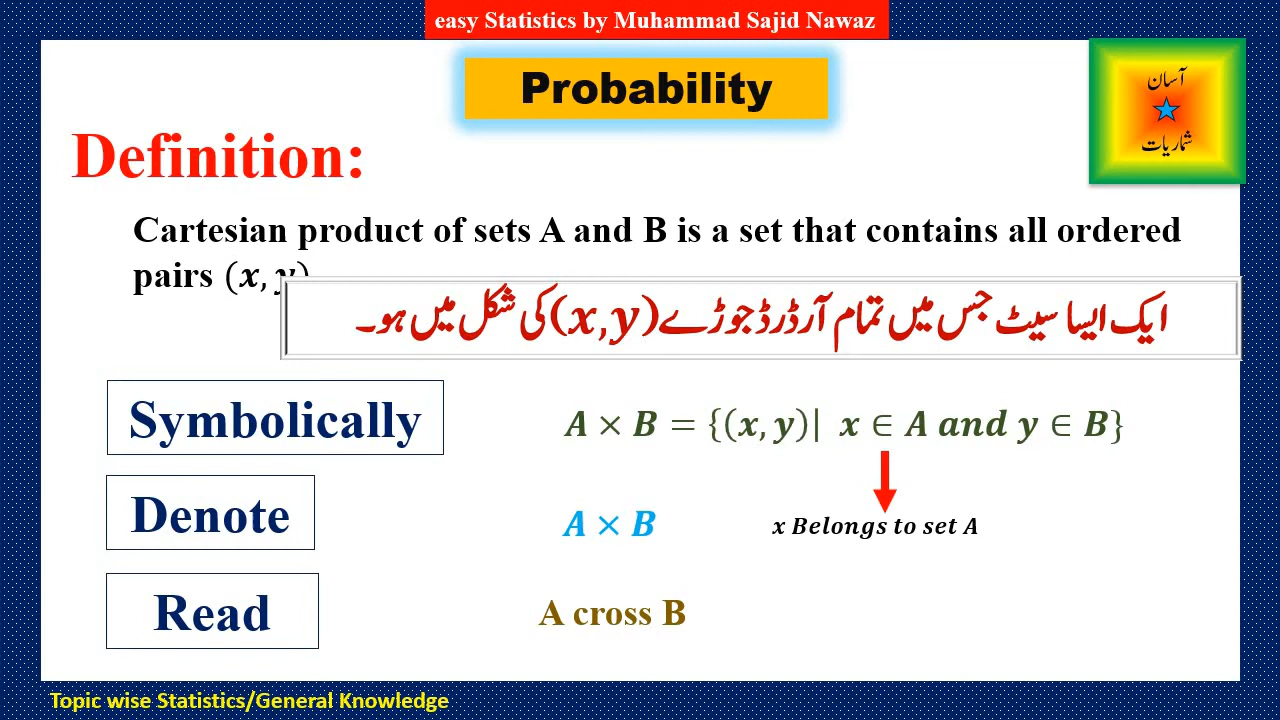 easy Statistics by Muhammad Sajid Nawaz
Probability
آسان
شماریات
Definition:
Cartesian product of sets A and B is a set that contains all ordered
pairs (x, y)
ایک ایسا سیٹ جس میں تمام آرڈرڈ جوڑے (x,y) کی شکل میں ہو۔
Symbolically
A × B = {(x, y)| x ∈ A and y ∈ B}
Denote
A × B
x Belongs to set A
Read
A cross B
Topic wise Statistics/General Knowledge